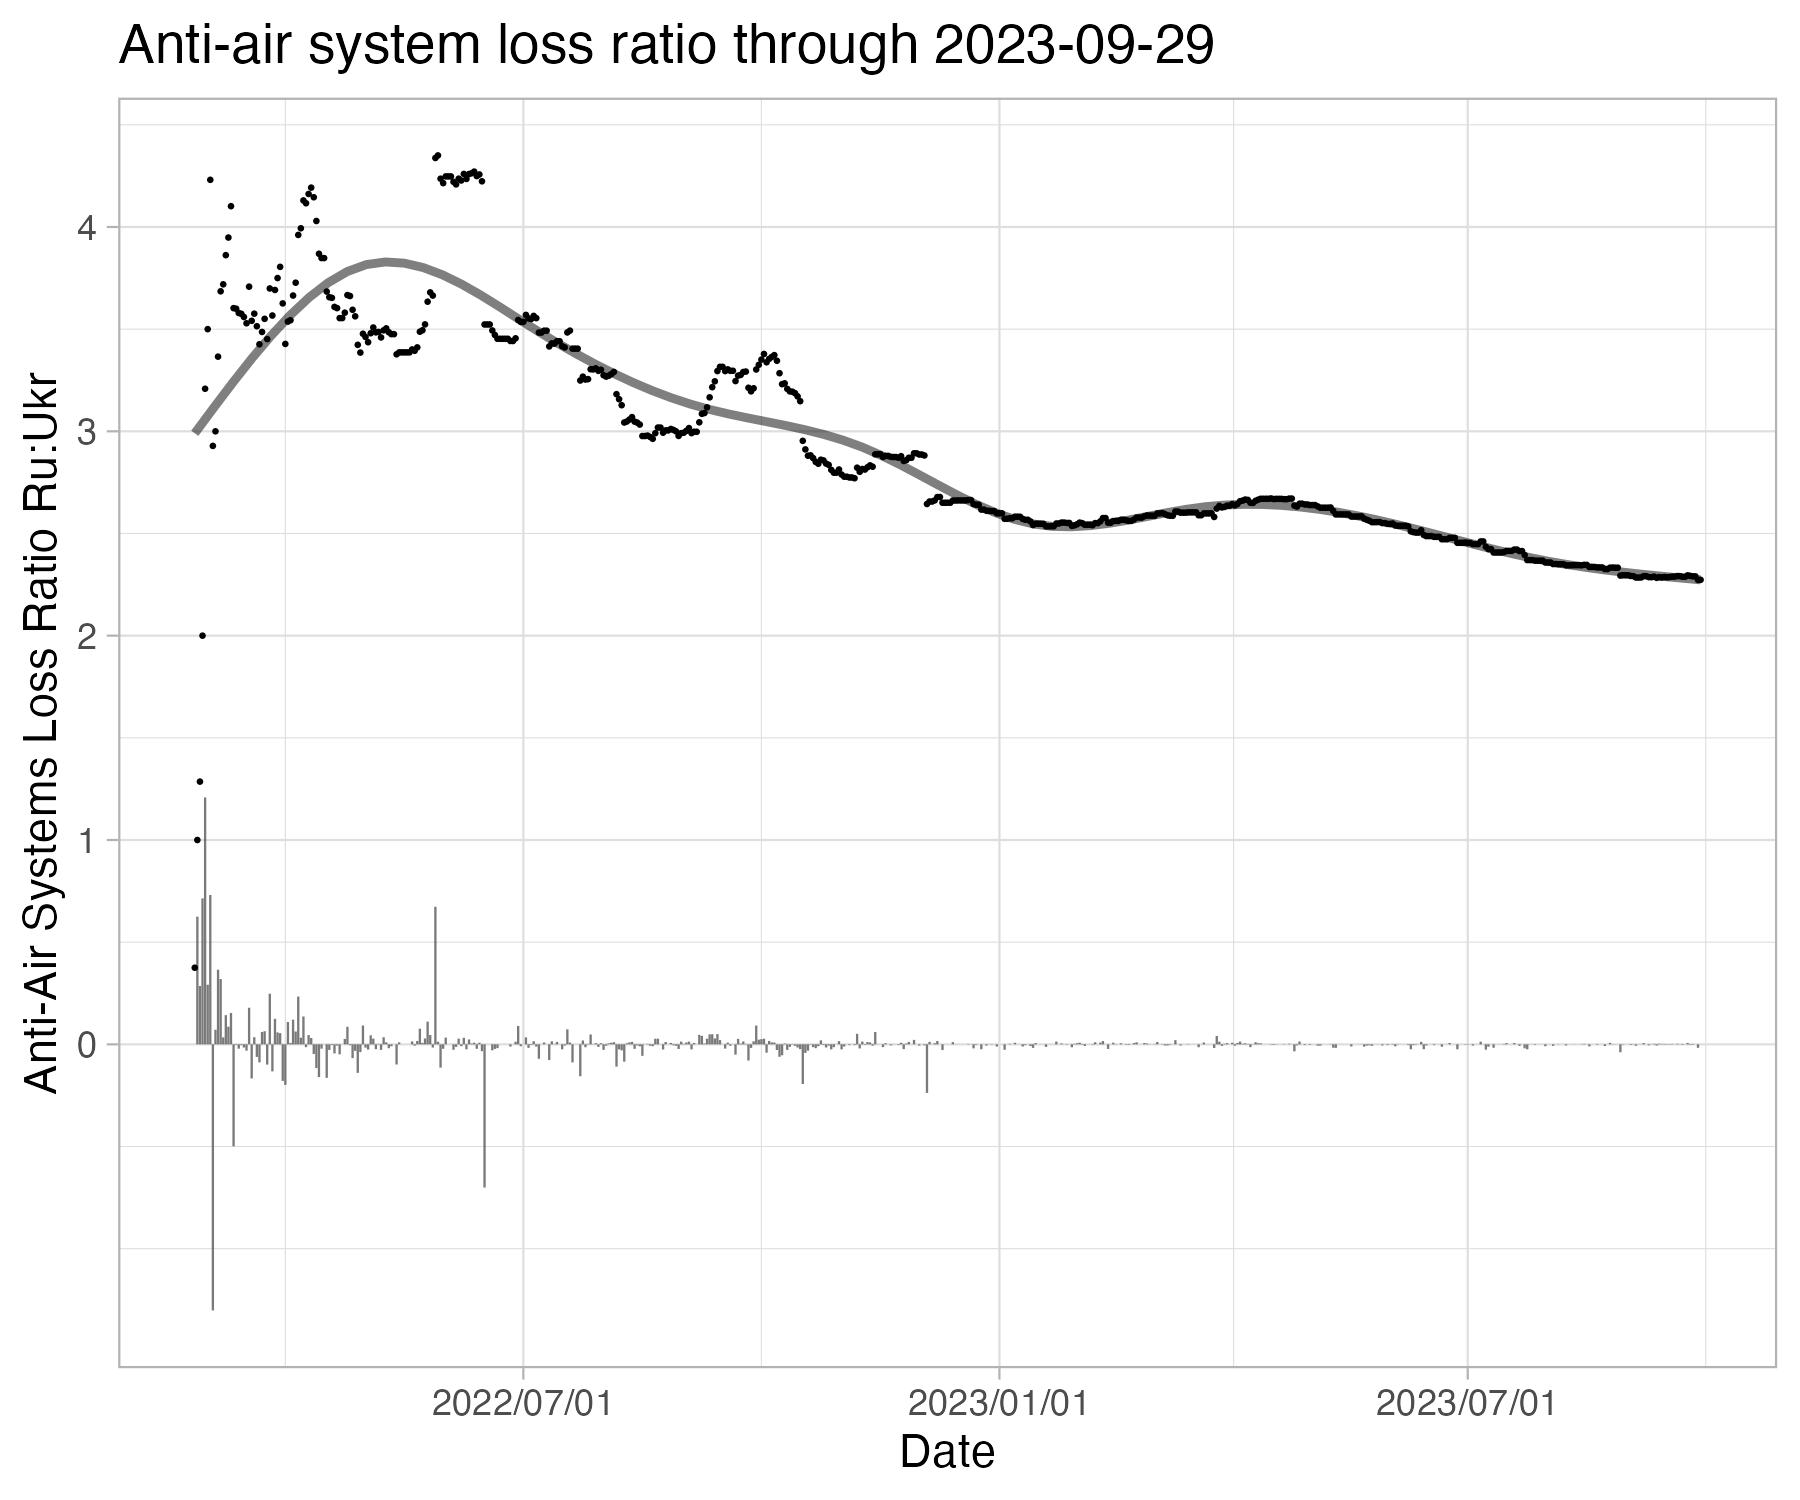 Anti-air system loss ratio through 2023-09-29
Anti-Air Systems Loss Ratio Ru:Ukr
4
3
2
1
0
2022/07/01
2023/01/01
2023/07/01
Date